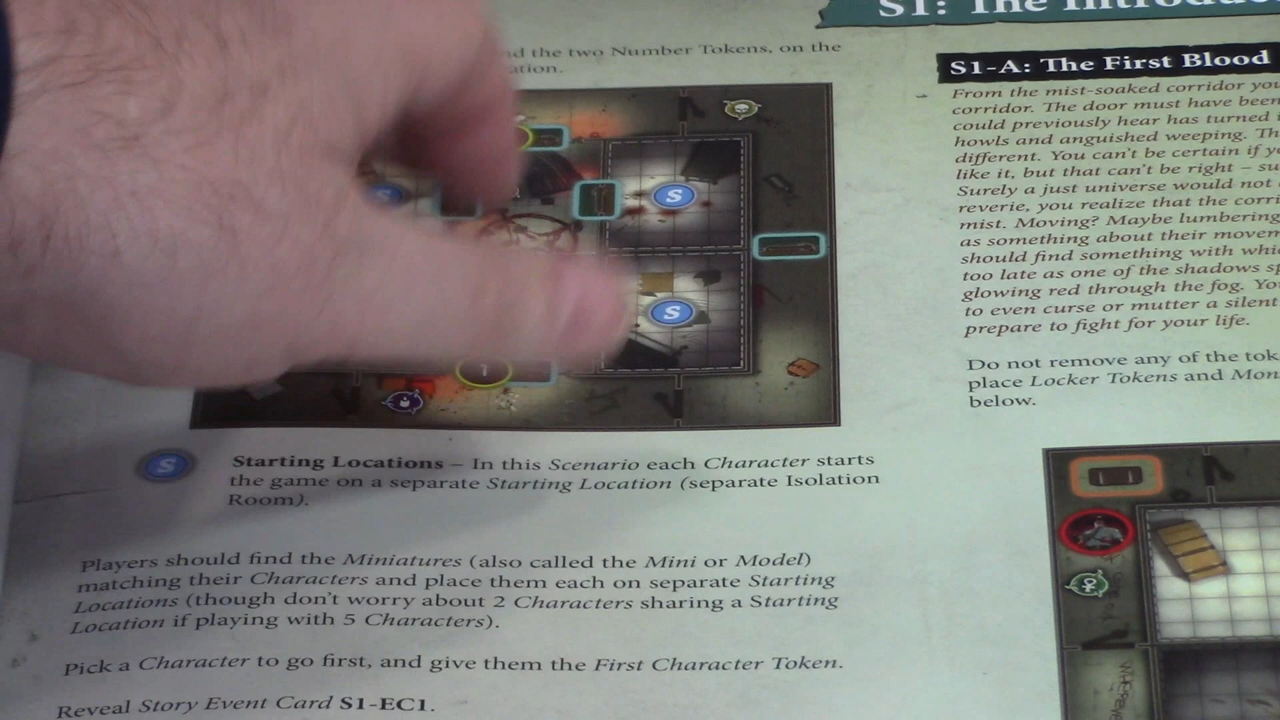 nd the two Number Tokens, on the
ation.
S
S
S
1
Starting Locations – In this Scenario each Character starts
the game on a separate Starting Location (separate Isolation
Room).
Players should find the Miniatures (also called the Mini or Model)
matching their Characters and place them each on separate Starting
Locations (though don't worry about 2 Characters sharing a Starting
Location if playing with 5 Characters).
Pick a Character to go first, and give them the First Character Token.
Reveal Story Event Card S1-EC1.
S1: The Introduc
S1-A: The First Blood
From the mist-soaked corridor you
corridor. The door must have been
could previously hear has turned i
howls and anguished weeping. Th
different. You can't be certain if yo
like it, but that can't be right – su
Surely a just universe would not
reverie, you realize that the corri
mist. Moving? Maybe lumbering
as something about their movem
should find something with whic
too late as one of the shadows sp
glowing red through the fog. Yo
to even curse or mutter a silent
prepare to fight for your life.
Do not remove any of the tok
place Locker Tokens and Mon
below.